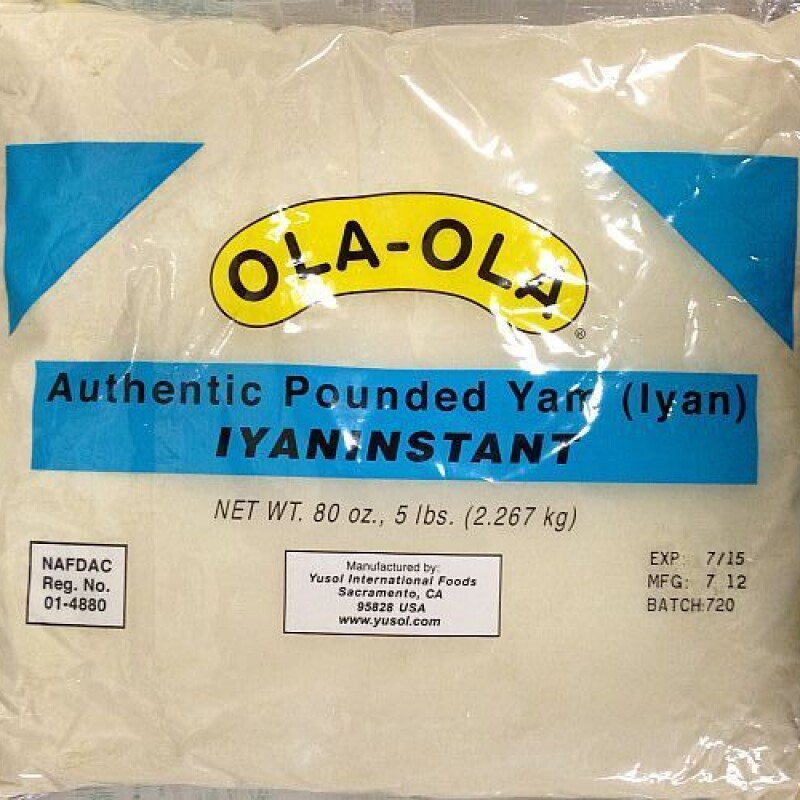 OLA-OLA
®
Authentic Pounded Yam (Iyan)
IYANINSTANT
NET WT. 80 oz., 5 lbs. (2.267 kg)
NAFDAC
Reg. No.
01-4880
Manufactured by:
Yusol International Foods
Sacramento, CA
95828 USA
www.yusol.com
EXP: 7/15
MFG: 7 12
BATCH:720